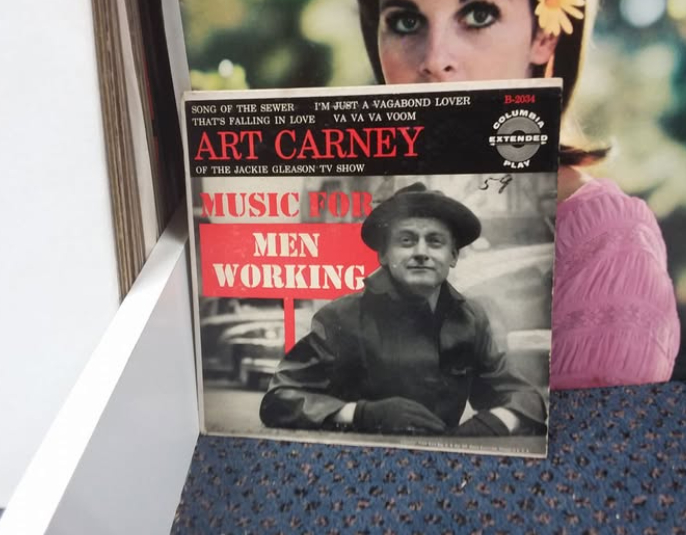 SONG OF THE SEWER I'M JUST A VAGABOND LOVER
THAT'S FALLING IN LOVE VA VA VA VOOM
B-2034
ART CARNEY
OF THE JACKIE GLEASON TV SHOW
COLUMBIA
EXTENDED
PLAY
59
MUSIC FOR
MEN
WORKING